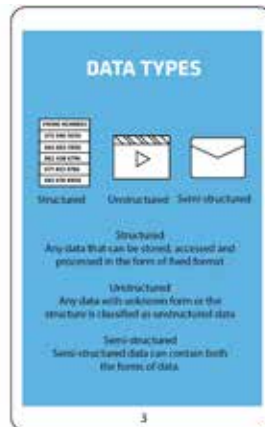 DATA TYPES
PHONE NUMBERS
Structured
Unstructured
Semi-structured
Structured
Any data that can be stored, accessed and
processed in the form of fixed format
Unstructured
Any data with unknown form or the
structure is classified as unstructured data
Semi-structured
Semi-structured data can contain both
the forms of data.
3